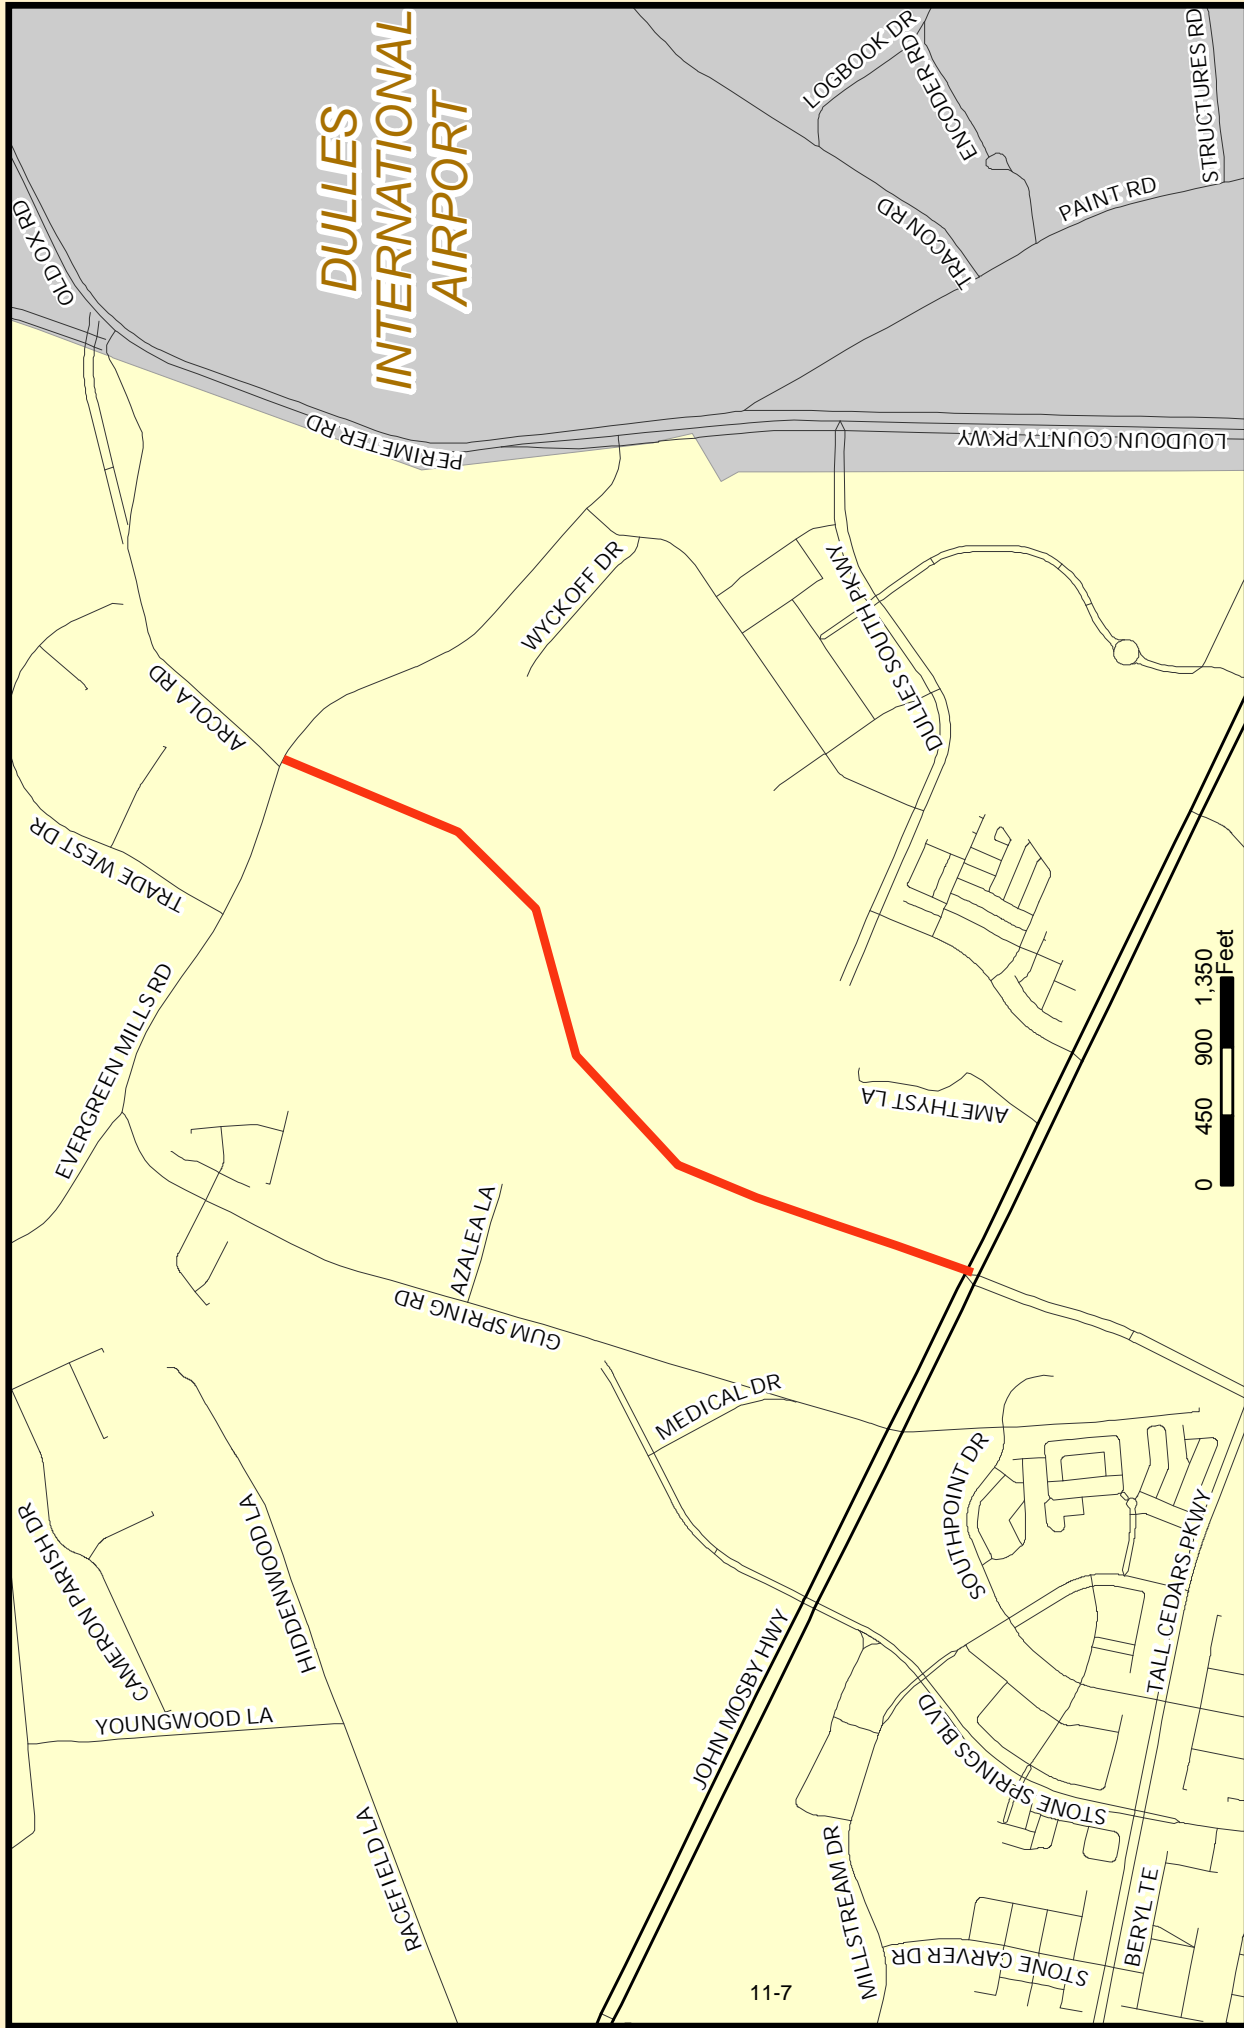 DULLES
INTERNATIONAL
AIRPORT
LOGBOOK DR
ENCODER RD
STRUCTURES RD
PAINT RD
TRACON RD
OLD OX RD
PERIMETER RD
LOUDOUN COUNTY PKWY
WYCKOFF DR
DULLES SOUTH PKWY
ARCOLA RD
TRADE WEST DR
EVERGREEN MILLS RD
AMETHYST LA
AZALEA LA
GUM SPRING RD
MEDICAL DR
SOUTHPOINT DR
TALL CEDARS PKWY
CAMERON PARISH DR
HIDDENWOOD LA
YOUNGWOOD LA
RACEFIELD LA
JOHN MOSBY HWY
STONE SPRINGS BLVD
MILLSTREAM DR
STONE CARVER DR
BERYL TE
0 450 900 1,350
Feet
11-7